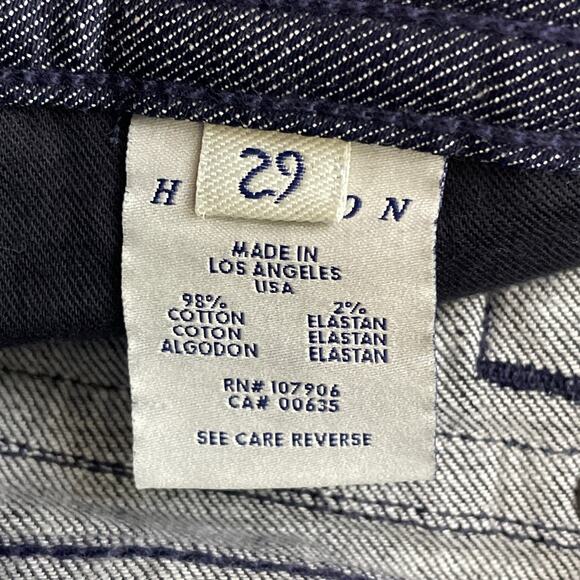 29
H
ON
MADE IN
LOS ANGELES
USA
98%
COTTON
COTON
ALGODON
2%
ELASTAN
ELASTAN
ELASTAN
RN# 107906
CA# 00635
SEE CARE REVERSE